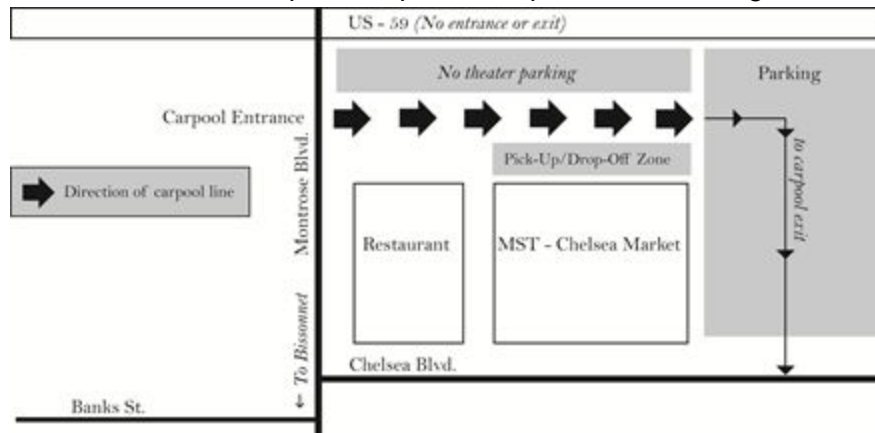 US - 59 (No entrance or exit)
No theater parking
Parking
Carpool Entrance
Montrose Blvd.
Pick-Up/Drop-Off Zone
to carpool exit
Direction of carpool line
Restaurant
MST - Chelsea Market
← To Bissonnet
Chelsea Blvd.
Banks St.